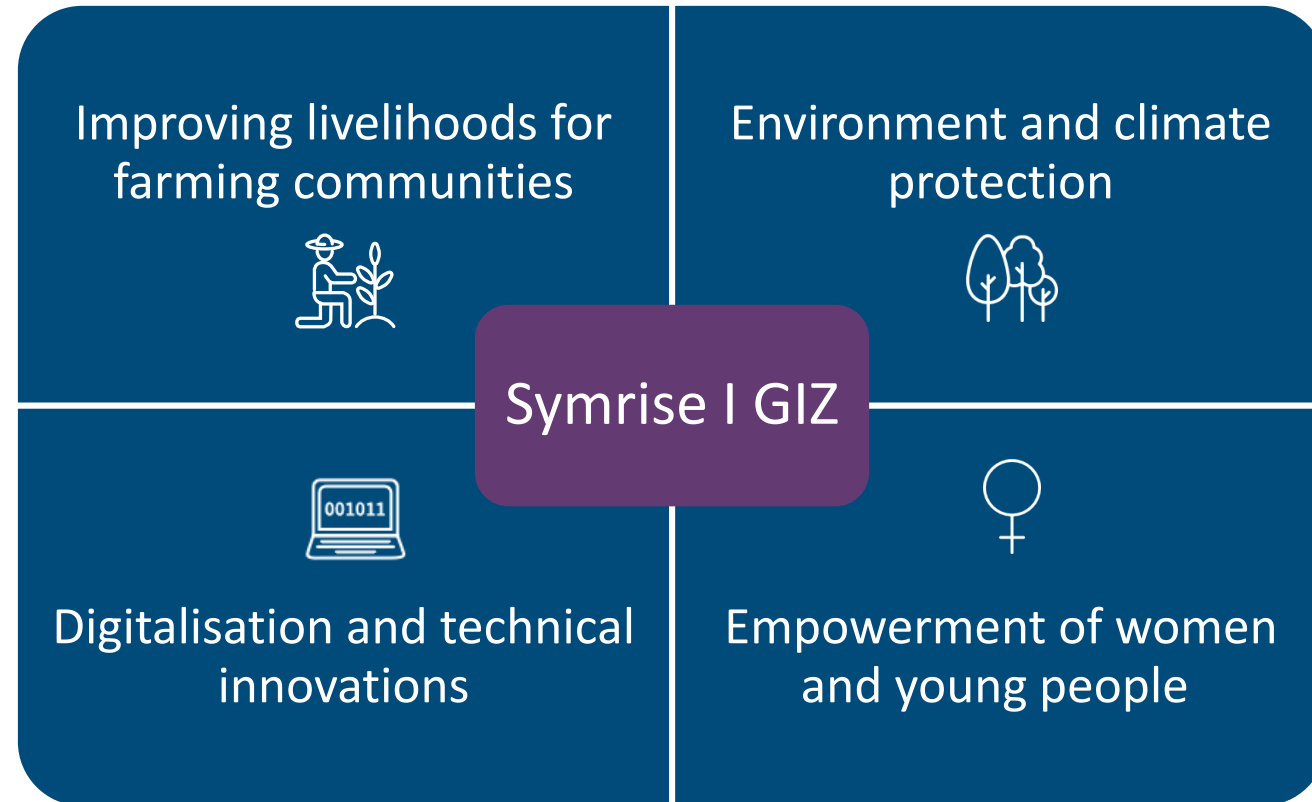 Improving livelihoods for
farming communities
Environment and climate
protection
Symrise I GIZ
001011
Digitalisation and technical
innovations
Empowerment of women
and young people